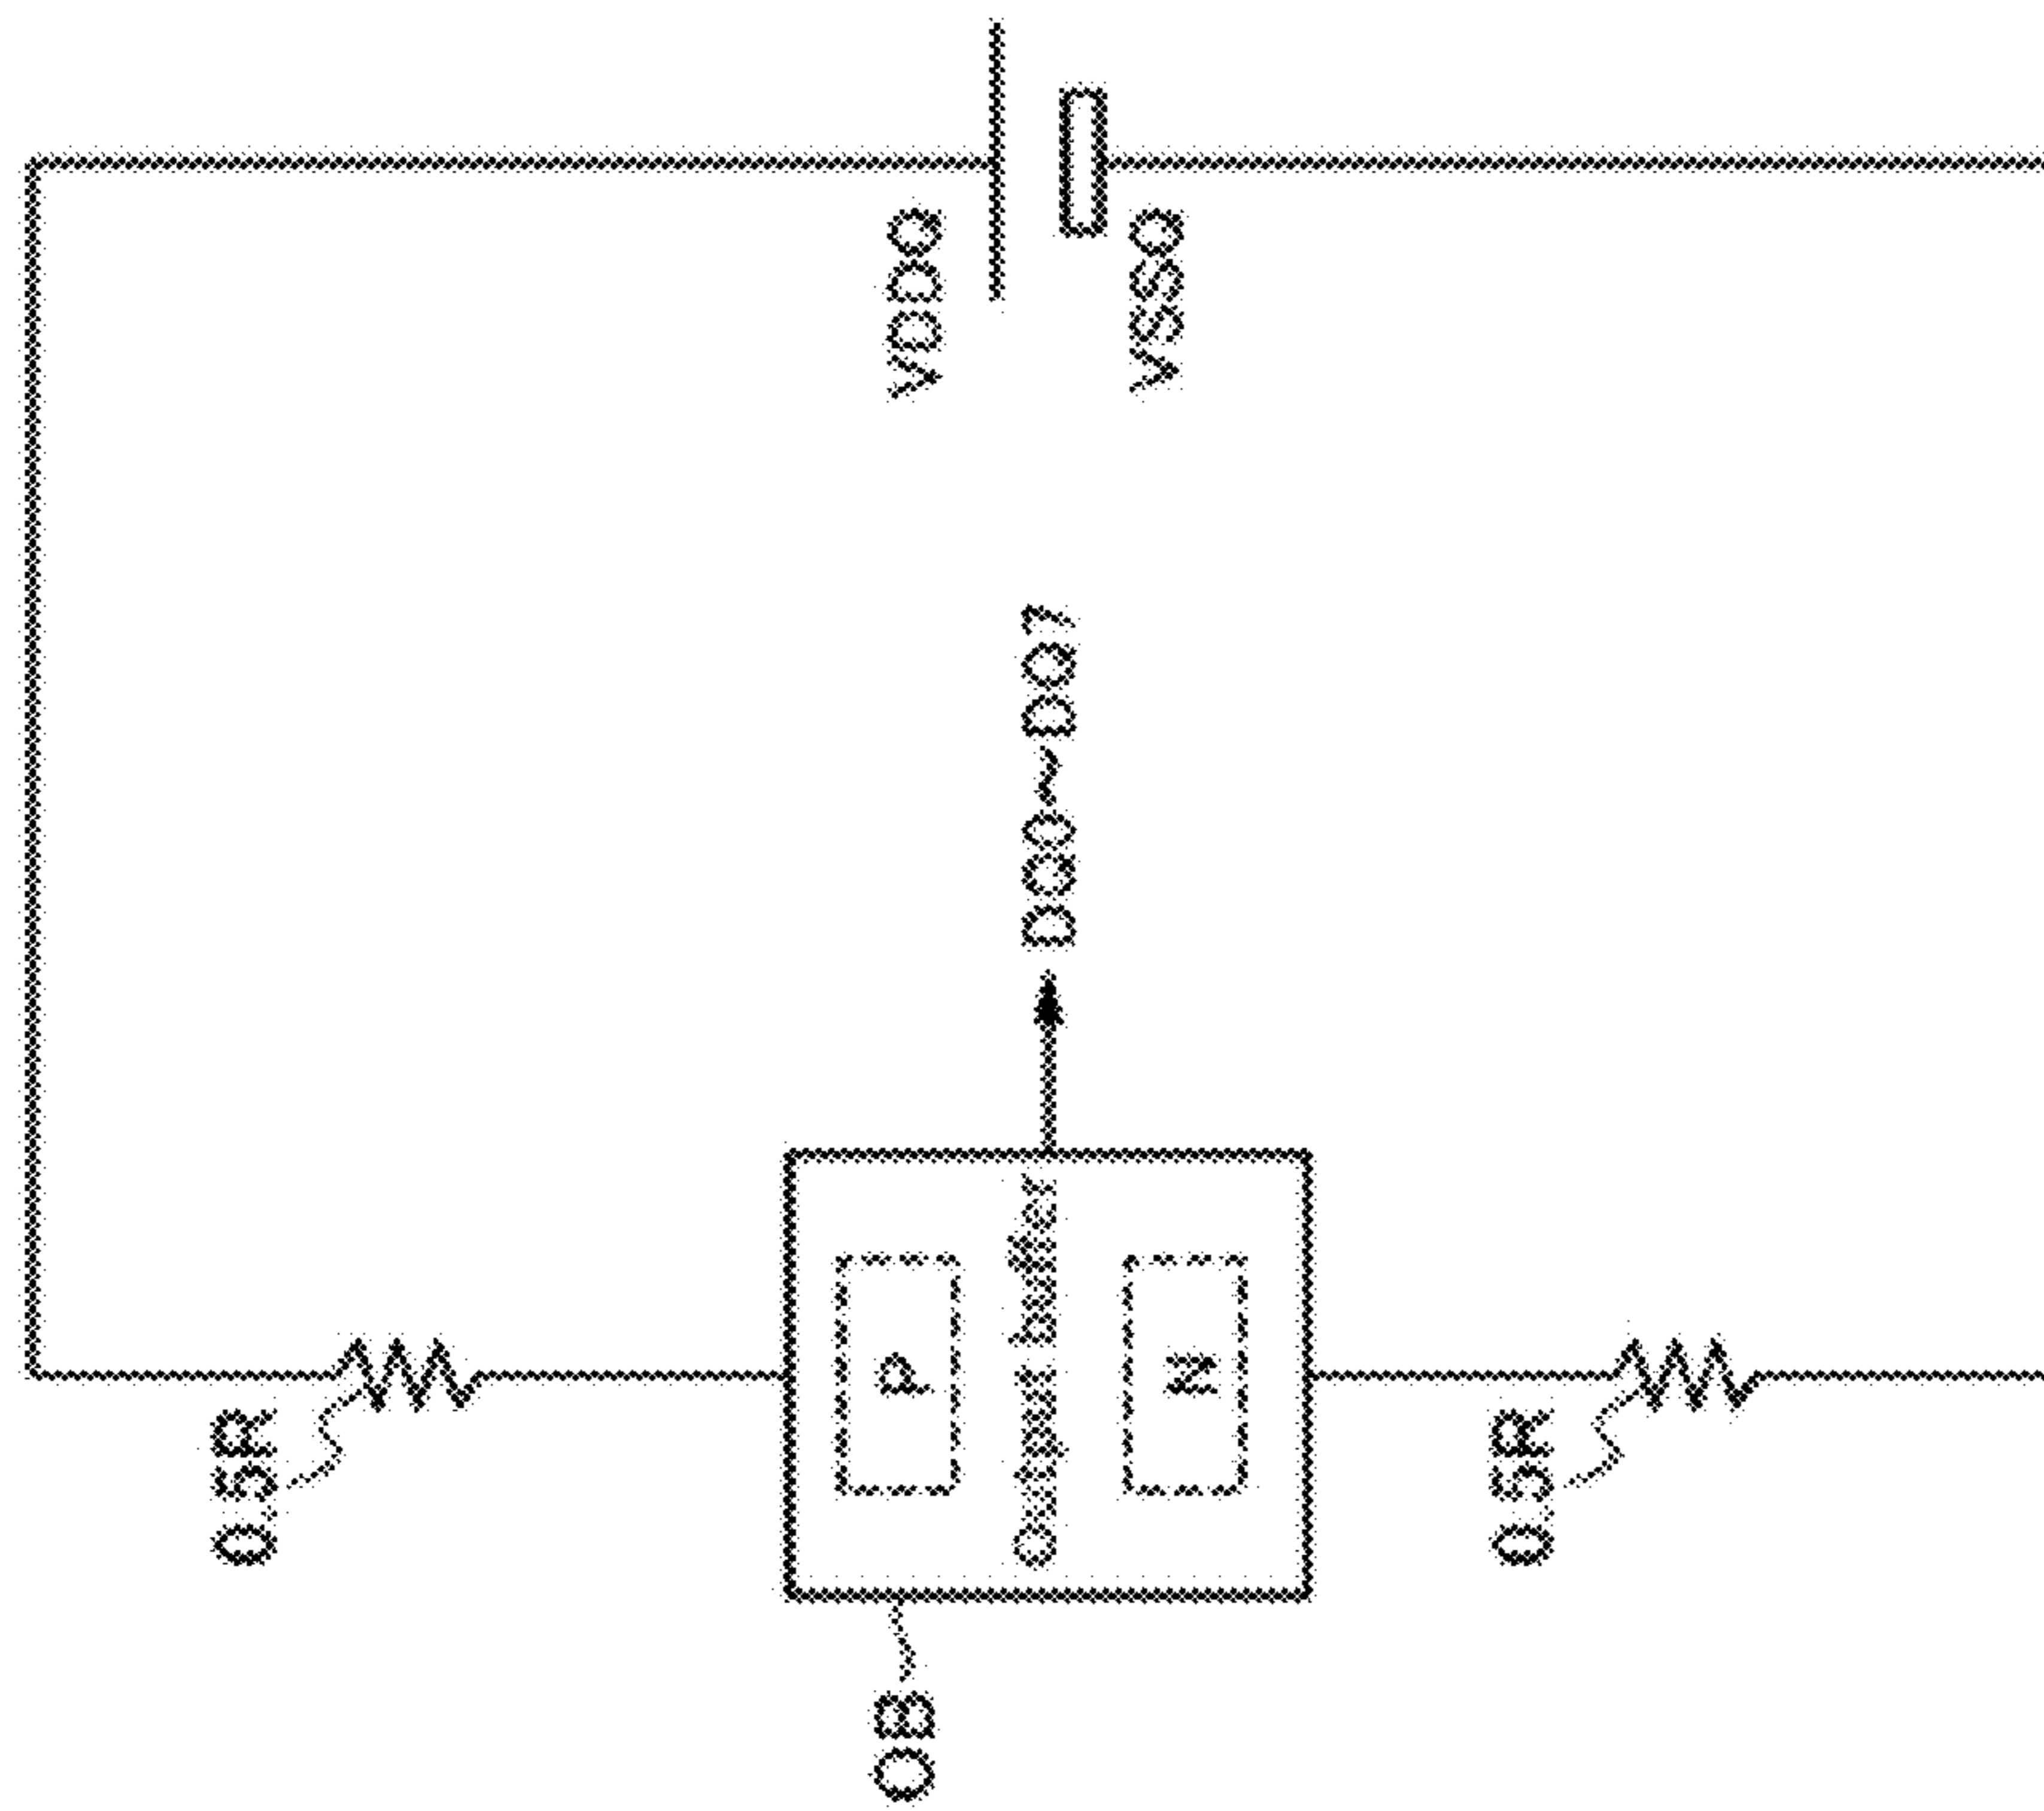 VDDQ
VSSQ
DQ0~DQ7
P
N
Output Buffer
0.5R
0.5R
OB